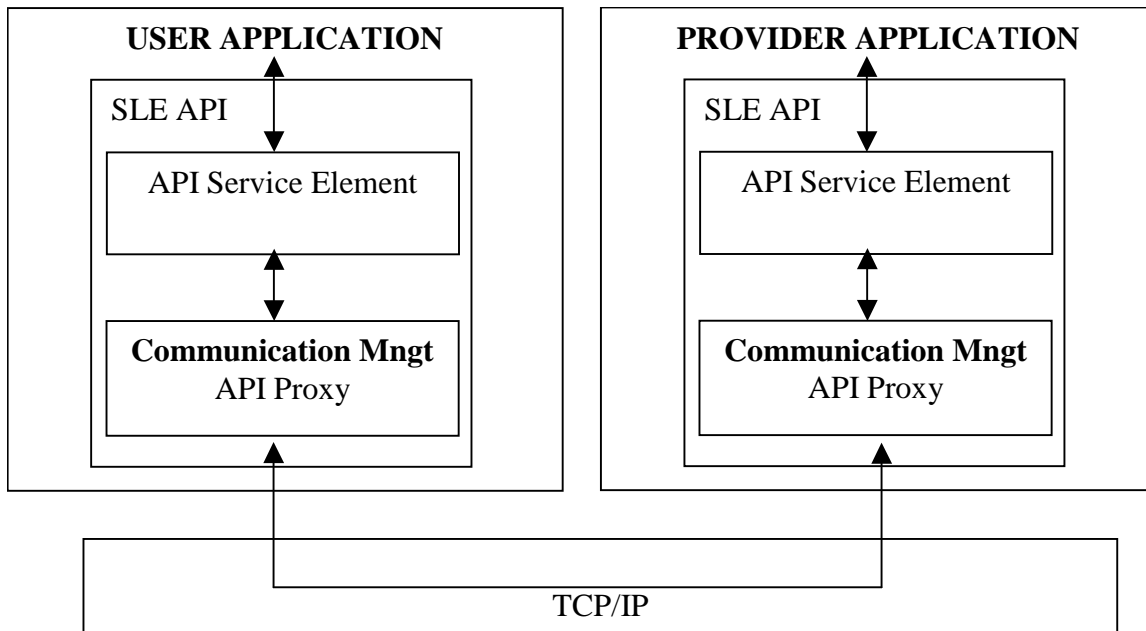 USER APPLICATION
SLE API
API Service Element
Communication Mngt
API Proxy
PROVIDER APPLICATION
SLE API
API Service Element
Communication Mngt
API Proxy
TCP/IP